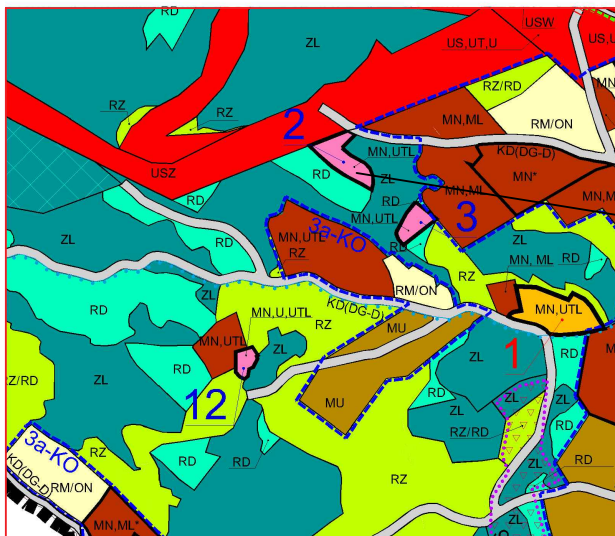 USW
RD
ZL
US,UT,U
US,U
RZ/RD
MN
RZ
RZ
MN,ML
RM/ON
2
MN,UTL
KD(DG-D)
RD
ZL
MN*
USZ
RD
MN,ML
MN,M
RD
3
MN,UTL
MN,UTL
3a-KO
ZL
RD
RD
ZL
RD
RZ
RZ
MN, ML
ZL
RM/ON
RD
MN,U,UTL
KD(DG-D)
RZ
MN,UTL
1
MN,UTL
ZL
MU
ZL
RD
M
ZL
RD
ZL
Z/RD
12
MU
RD
ZL
RD
ZL
RZ/RD
3a-KO
RZ
RD
RD
RZ
ZL
RD
KD(DG-D)
RM/ON
MN,ML*
ZL